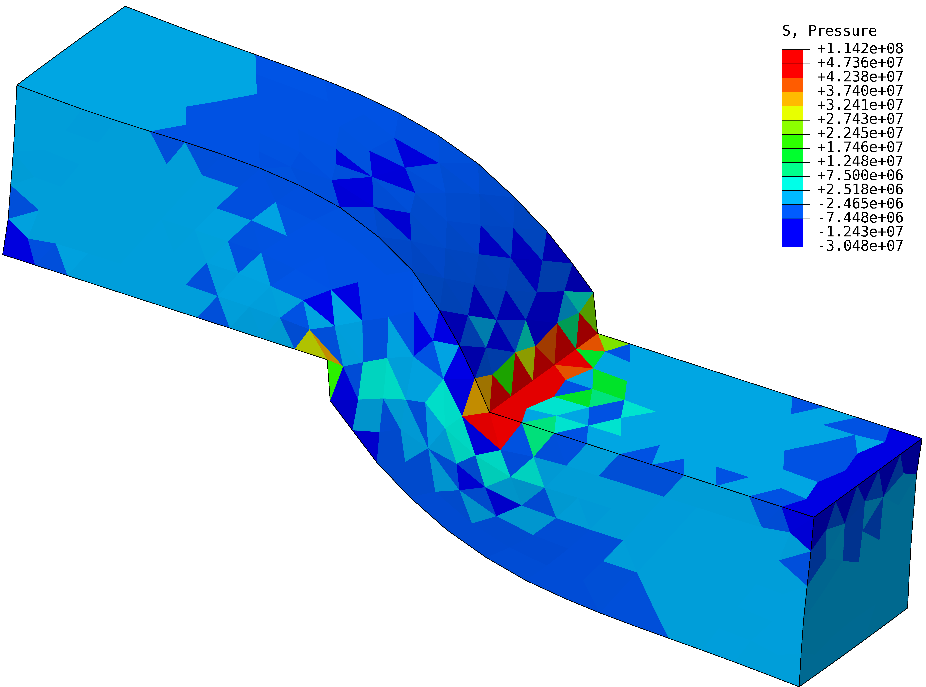 S, Pressure
+1.142e+08
+4.736e+07
+4.238e+07
+3.740e+07
+3.241e+07
+2.743e+07
+2.245e+07
+1.746e+07
+1.248e+07
+7.500e+06
+2.518e+06
-2.465e+06
-7.448e+06
-1.243e+07
-3.048e+07